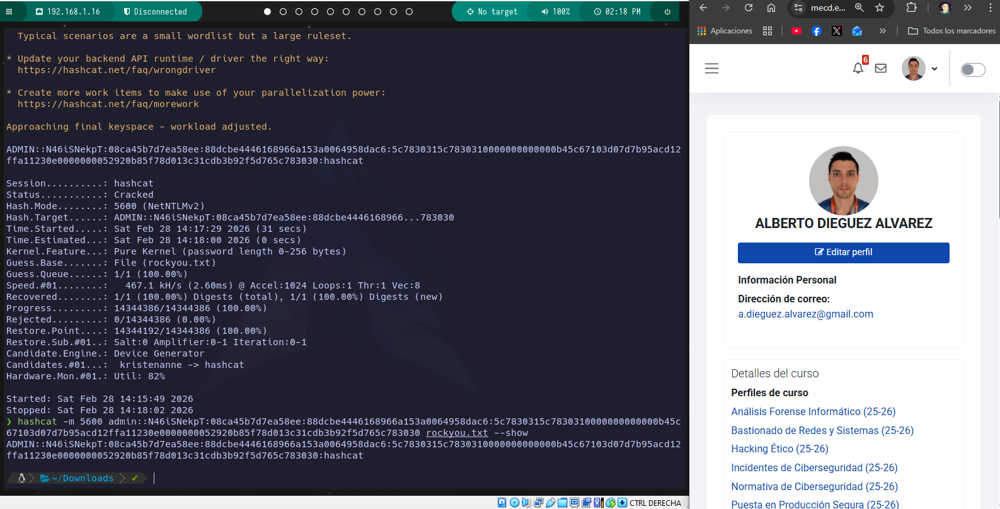 192.168.1.16
Disconnected
No target
100%
02:18 PM
Typical scenarios are a small wordlist but a large ruleset.
* Update your backend API runtime / driver the right way:
https://hashcat.net/faq/wrongdriver
* Create more work items to make use of your parallelization power:
https://hashcat.net/faq/morework
Approaching final keyspace - workload adjusted.
ADMIN::N46iSNekpT:08ca45b7d7ea58ee:88dcbe4446168966a153a0064958dac6:5c7830315c7830310000000000000b45c67103d07d7b95acd12
ffa11230e0000000052920b85f78d013c31cdb3b92f5d765c783030:hashcat
Session..........: hashcat
Status...........: Cracked
Hash.Mode........: 5600 (NetNTLMv2)
Hash.Target......: ADMIN::N46iSNekpT:08ca45b7d7ea58ee:88dcbe4446168966...783030
Time.Started.....: Sat Feb 28 14:17:29 2026 (31 secs)
Time.Estimated...: Sat Feb 28 14:18:00 2026 (0 secs)
Kernel.Feature...: Pure Kernel (password length 0-256 bytes)
Guess.Base.......: File (rockyou.txt)
Guess.Queue......: 1/1 (100.00%)
Speed.#01........:   467.1 kH/s (2.60ms) @ Accel:1024 Loops:1 Thr:1 Vec:8
Recovered........: 1/1 (100.00%) Digests (total), 1/1 (100.00%) Digests (new)
Progress.........: 14344386/14344386 (100.00%)
Rejected.........: 0/14344386 (0.00%)
Restore.Point....: 14344192/14344386 (100.00%)
Restore.Sub.#01..: Salt:0 Amplifier:0-1 Iteration:0-1
Candidate.Engine.: Device Generator
Candidates.#01...:  kristenanne -> hashcat
Hardware.Mon.#01.: Util: 82%
Started: Sat Feb 28 14:15:49 2026
Stopped: Sat Feb 28 14:18:02 2026
❯ hashcat -m 5600 admin::N46iSNekpT:08ca45b7d7ea58ee:88dcbe4446168966a153a0064958dac6:5c7830315c7830310000000000000b45c
67103d07d7b95acd12ffa11230e0000000052920b85f78d013c31cdb3b92f5d765c783030 rockyou.txt --show
ADMIN::N46iSNekpT:08ca45b7d7ea58ee:88dcbe4446168966a153a0064958dac6:5c7830315c7830310000000000000b45c67103d07d7b95acd12
ffa11230e0000000052920b85f78d013c31cdb3b92f5d765c783030:hashcat
~/Downloads
CTRL DERECHA
mecd.e...
Aplicaciones
Todos los marcadores
6
ALBERTO DIEGUEZ ALVAREZ
Editar perfil
Información Personal
Dirección de correo:
a.dieguez.alvarez@gmail.com
Detalles del curso
Perfiles de curso
Análisis Forense Informático (25-26)
Bastionado de Redes y Sistemas (25-26)
Hacking Ético (25-26)
Incidentes de Ciberseguridad (25-26)
Normativa de Ciberseguridad (25-26)
Puesta en Producción Segura (25-26)